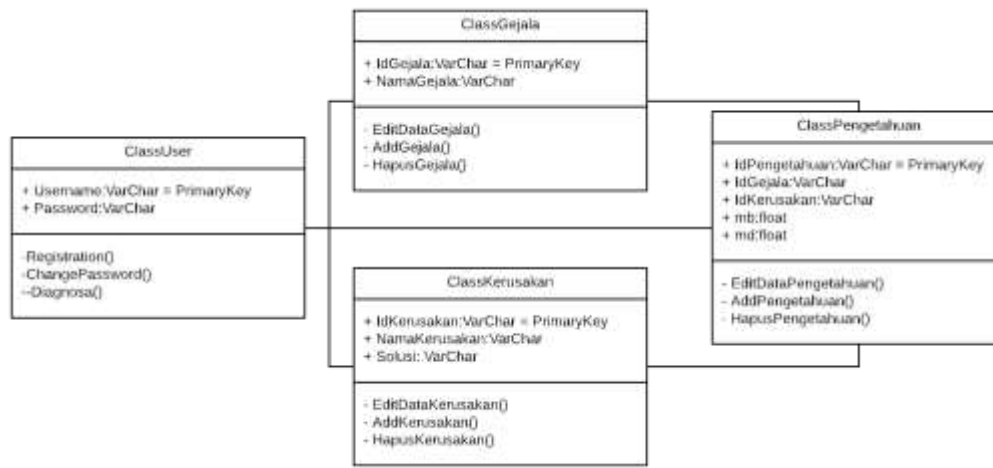 ClassGejala
+ IdGejala:VarChar = PrimaryKey
+ NamaGejala:VarChar
- EditDataGejala()
- AddGejala()
- HapusGejala()
ClassUser
+ Username:VarChar = PrimaryKey
+ Password:VarChar
-Registration()
-ChangePassword()
--Diagnosa()
ClassPengetahuan
+ IdPengetahuan:VarChar = PrimaryKey
+ IdGejala:VarChar
+ IdKerusakan:VarChar
+ mb:float
+ md:float
- EditDataPengetahuan()
- AddPengetahuan()
- HapusPengetahuan()
ClassKerusakan
+ IdKerusakan:VarChar = PrimaryKey
+ NamaKerusakan:VarChar
+ Solusi: VarChar
- EditDataKerusakan()
- AddKerusakan()
- HapusKerusakan()